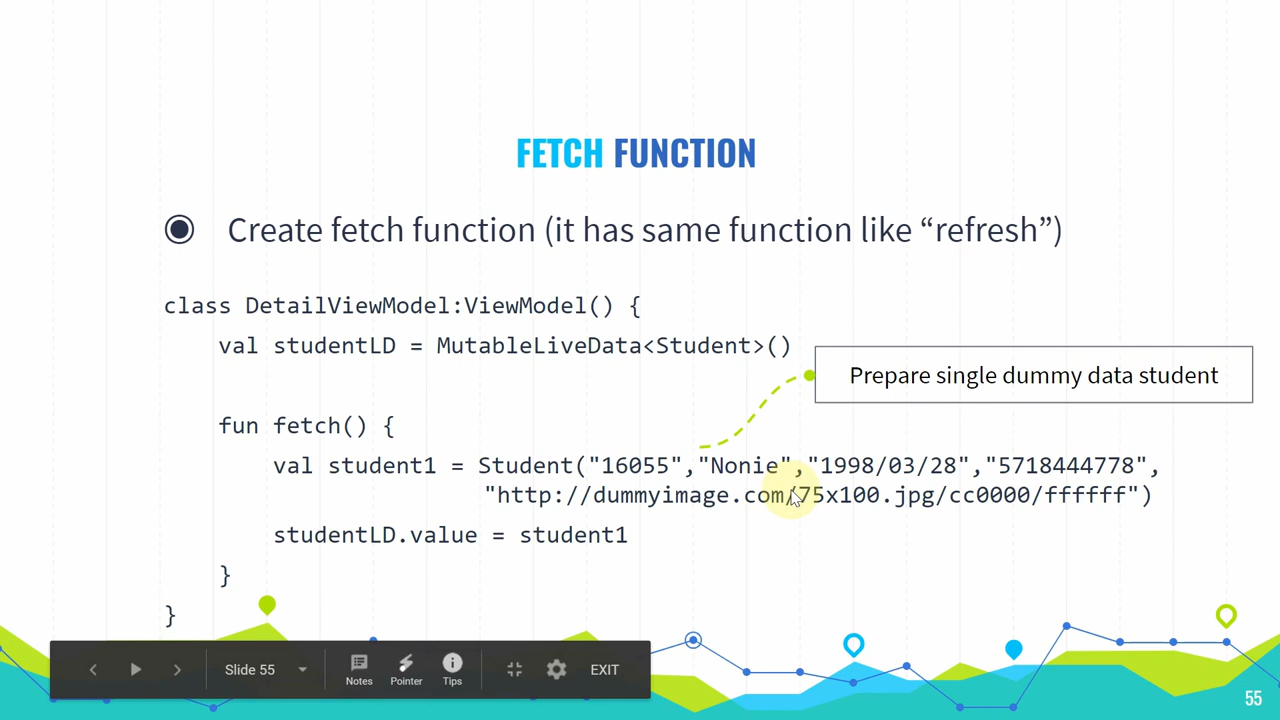 FETCH FUNCTION
Create fetch function (it has same function like “refresh”)
class DetailViewModel:ViewModel() {
val studentLD = MutableLiveData<Student>()
Prepare single dummy data student
fun fetch() {
val student1 = Student("16055","Nonie","1998/03/28","5718444778",
"http://dummyimage.com/75x100.jpg/cc0000/ffffff")
studentLD.value = student1
}
}
Slide 55
Notes
Pointer
Tips
EXIT
55